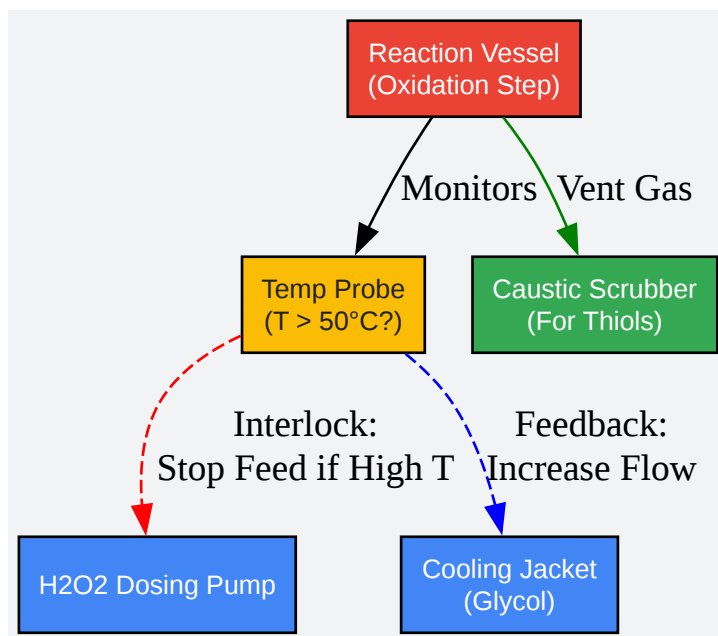 Reaction Vessel
(Oxidation Step)
Monitors
Vent Gas
Temp Probe
(T > 50°C?)
Caustic Scrubber
(For Thiols)
Interlock:
Stop Feed if High T
Feedback:
Increase Flow
H2O2 Dosing Pump
Cooling Jacket
(Glycol)